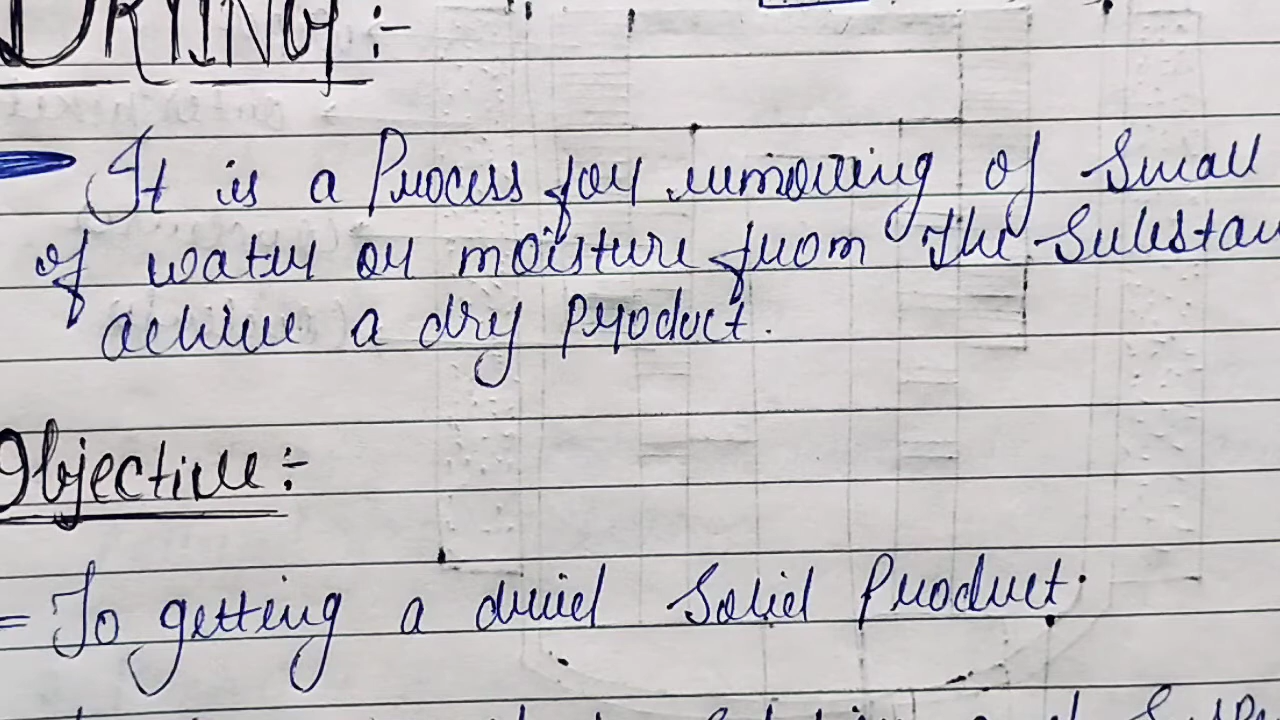 DRYING :-
It is a Process for removing of Small
of water or moisture from the Substan
achieve a dry product.
Objective :-
= To getting a dried Solid Product.